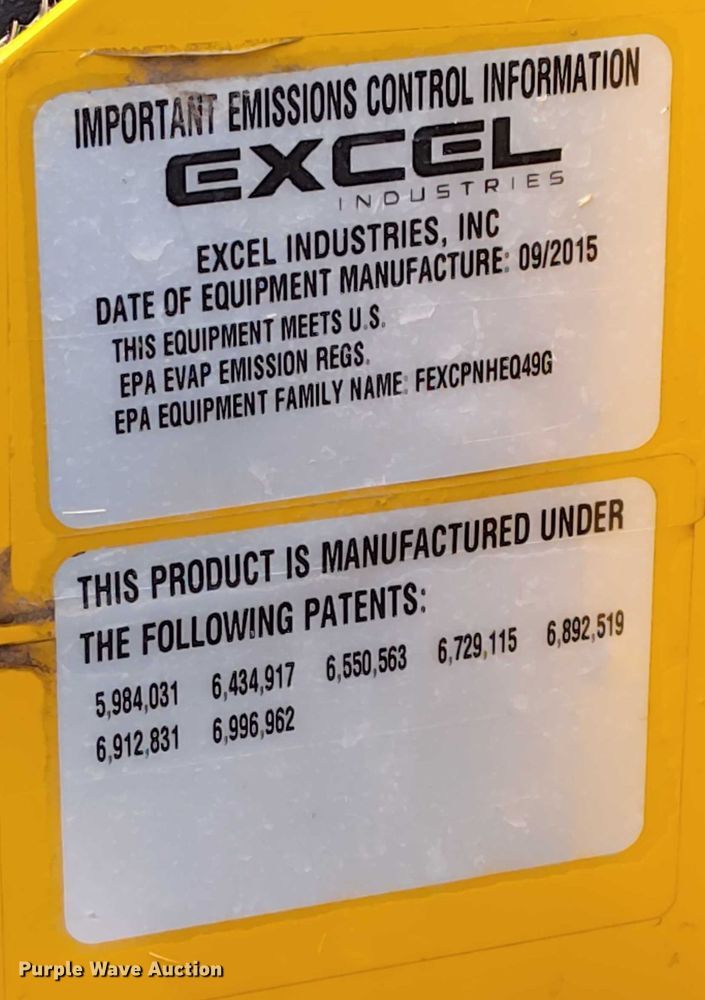 IMPORTANT EMISSIONS CONTROL INFORMATION
EXCEL
INDUSTRIES
EXCEL INDUSTRIES, INC
DATE OF EQUIPMENT MANUFACTURE: 09/2015
THIS EQUIPMENT MEETS U.S.
EPA EVAP EMISSION REGS.
EPA EQUIPMENT FAMILY NAME: FEXCPNHEQ49G
THIS PRODUCT IS MANUFACTURED UNDER
THE FOLLOWING PATENTS:
5,984,031 6,434,917 6,550,563 6,729,115 6,892,519
6,912,831 6,996,962
Purple Wave Auction